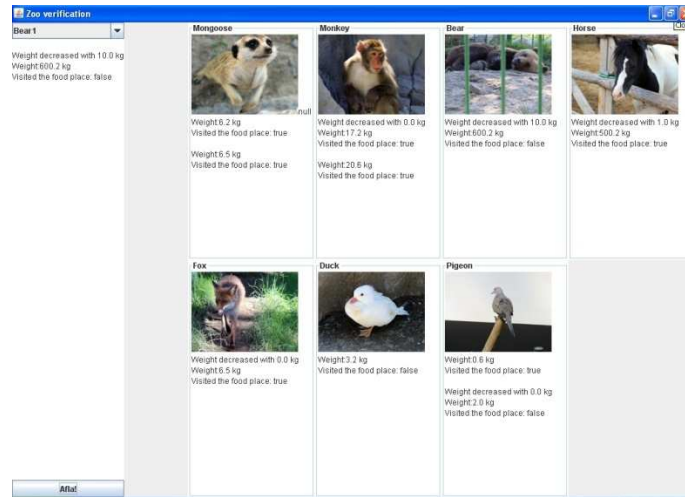 Zoo verification
Bear1
Weight decreased with 10.0 kg
Weight:600.2 kg
Visited the food place: false
Afla!
Mongoose
null
Weight:6.2 kg
Visited the food place: true
Weight:6.5 kg
Visited the food place: true
Monkey
Weight decreased with 0.0 kg
Weight:17.2 kg
Visited the food place: true
Weight:20.6 kg
Visited the food place: true
Bear
Weight decreased with 10.0 kg
Weight:600.2 kg
Visited the food place: false
Horse
Weight decreased with 1.0 kg
Weight:500.2 kg
Visited the food place: true
Fox
Weight decreased with 0.0 kg
Weight:6.5 kg
Visited the food place: true
Duck
Weight:3.2 kg
Visited the food place: false
Pigeon
Weight:0.6 kg
Visited the food place: true
Weight decreased with 0.0 kg
Weight:2.0 kg
Visited the food place: false